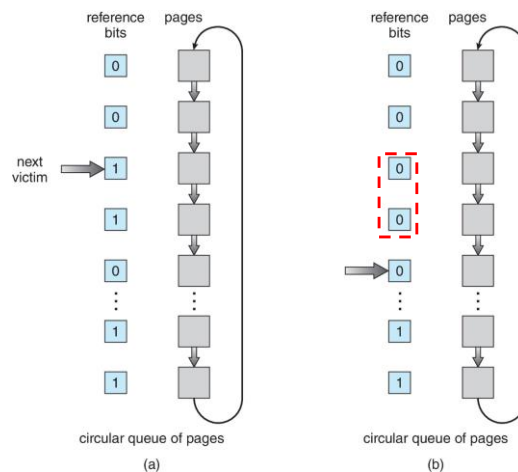 reference bits
pages
0
0
next victim
1
1
0
1
1
circular queue of pages
(a)
reference bits
pages
0
0
0
0
0
1
1
circular queue of pages
(b)